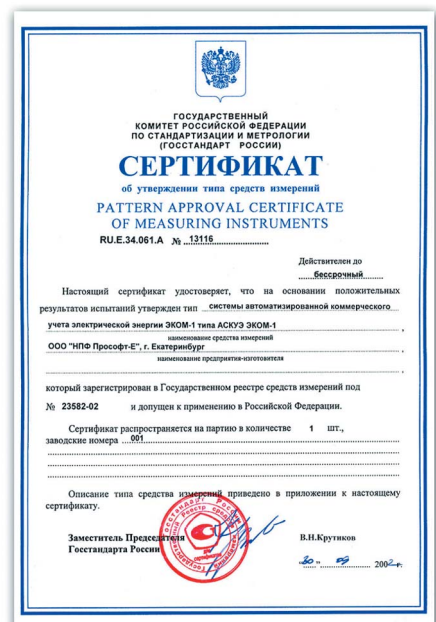 ГОСУДАРСТВЕННЫЙ
КОМИТЕТ РОССИЙСКОЙ ФЕДЕРАЦИИ
ПО СТАНДАРТИЗАЦИИ И МЕТРОЛОГИИ
(ГОССТАНДАРТ РОССИИ)
СЕРТИФИКАТ
об утверждении типа средств измерений
PATTERN APPROVAL CERTIFICATE
OF MEASURING INSTRUMENTS
RU.E.34.061.A № 13116
Действителен до
бессрочный
Настоящий сертификат удостоверяет, что на основании положительных
результатов испытаний утвержден тип системы автоматизированной коммерческого
учета электрической энергии ЭКОМ-1 типа АСКУЭ ЭКОМ-1
наименование средства измерений
ООО "НПФ Прософт-Е", г. Екатеринбург
наименование предприятия-изготовителя
который зарегистрирован в Государственном реестре средств измерений под
№ 23582-02 и допущен к применению в Российской Федерации.
Сертификат распространяется на партию в количестве 1 шт.,
заводские номера 001
Описание типа средства измерений приведено в приложении к настоящему
сертификату.
Заместитель Председателя
Госстандарта России
В.Н.Крутиков
"30" 09 2002 г.